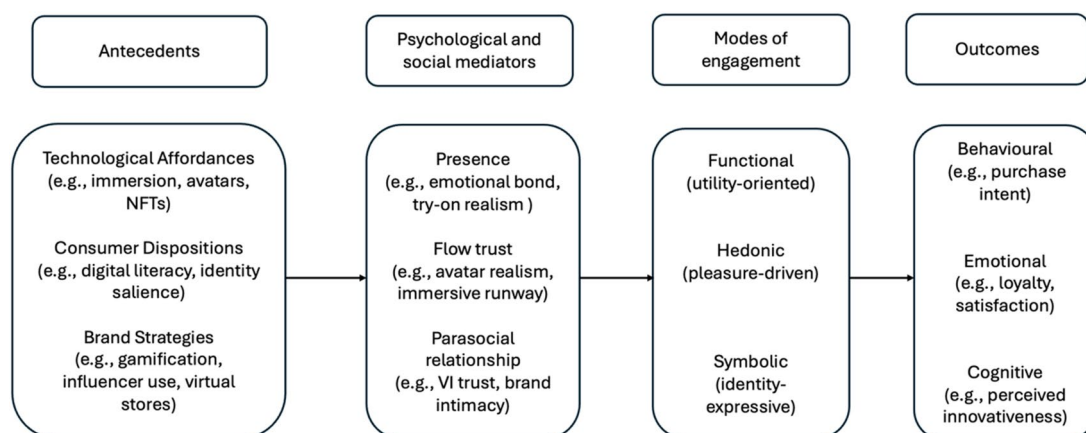 Antecedents
Psychological and
social mediators
Modes of
engagement
Outcomes
Technological Affordances
(e.g., immersion, avatars,
NFTs)
Consumer Dispositions
(e.g., digital literacy, identity
salience)
Brand Strategies
(e.g., gamification,
influencer use, virtual
stores)
Presence
(e.g., emotional bond,
try-on realism )
Flow trust
(e.g., avatar realism,
immersive runway)
Parasocial
relationship
(e.g., VI trust, brand
intimacy)
Functional
(utility-oriented)
Hedonic
(pleasure-driven)
Symbolic
(identity-
expressive)
Behavioural
(e.g., purchase
intent)
Emotional
(e.g., loyalty,
satisfaction)
Cognitive
(e.g., perceived
innovativeness)